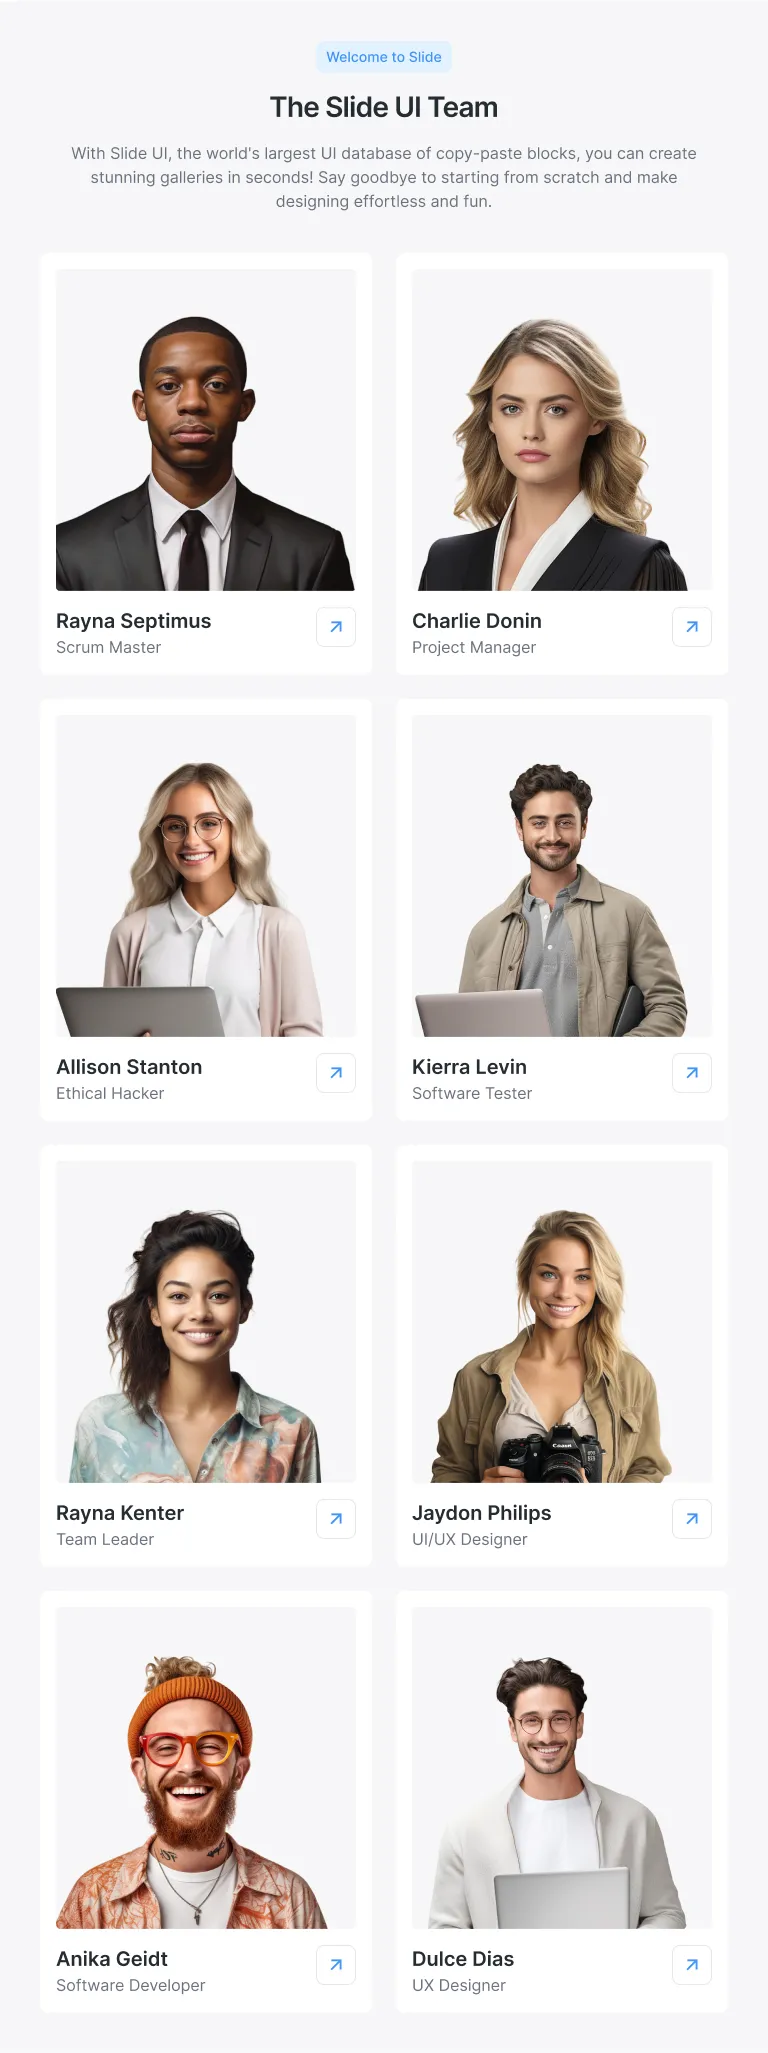 Welcome to Slide
The Slide UI Team
With Slide UI, the world's largest UI database of copy-paste blocks, you can create
stunning galleries in seconds! Say goodbye to starting from scratch and make
designing effortless and fun.
Rayna Septimus
Scrum Master
Charlie Donin
Project Manager
Allison Stanton
Ethical Hacker
Kierra Levin
Software Tester
Rayna Kenter
Team Leader
Jaydon Philips
UI/UX Designer
Anika Geidt
Software Developer
Dulce Dias
UX Designer